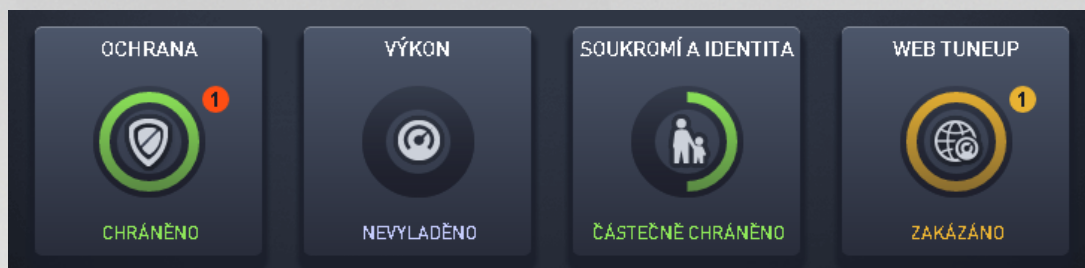 OCHRANA
1
CHRÁNĚNO
VÝKON
NEVYLADĚNO
SOUKROMÍ A IDENTITA
ČÁSTEČNĚ CHRÁNĚNO
WEB TUNEUP
1
ZAKÁZÁNO